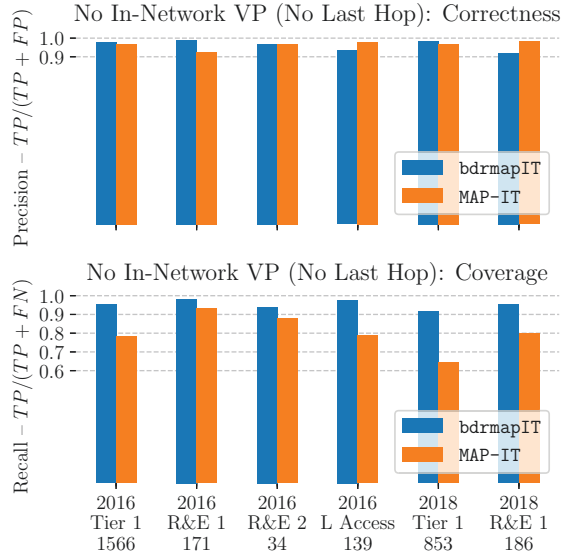 No In-Network VP (No Last Hop): Correctness
Precision – TP/(TP + FP)
1.0
0.9
bdrmapIT
MAP-IT
No In-Network VP (No Last Hop): Coverage
Recall – TP/(TP + FN)
1.0
0.9
0.8
0.7
0.6
bdrmapIT
MAP-IT
2016 2016 2016 2016 2018 2018
Tier 1 R&E 1 R&E 2 L Access Tier 1 R&E 1
1566 171 34 139 853 186